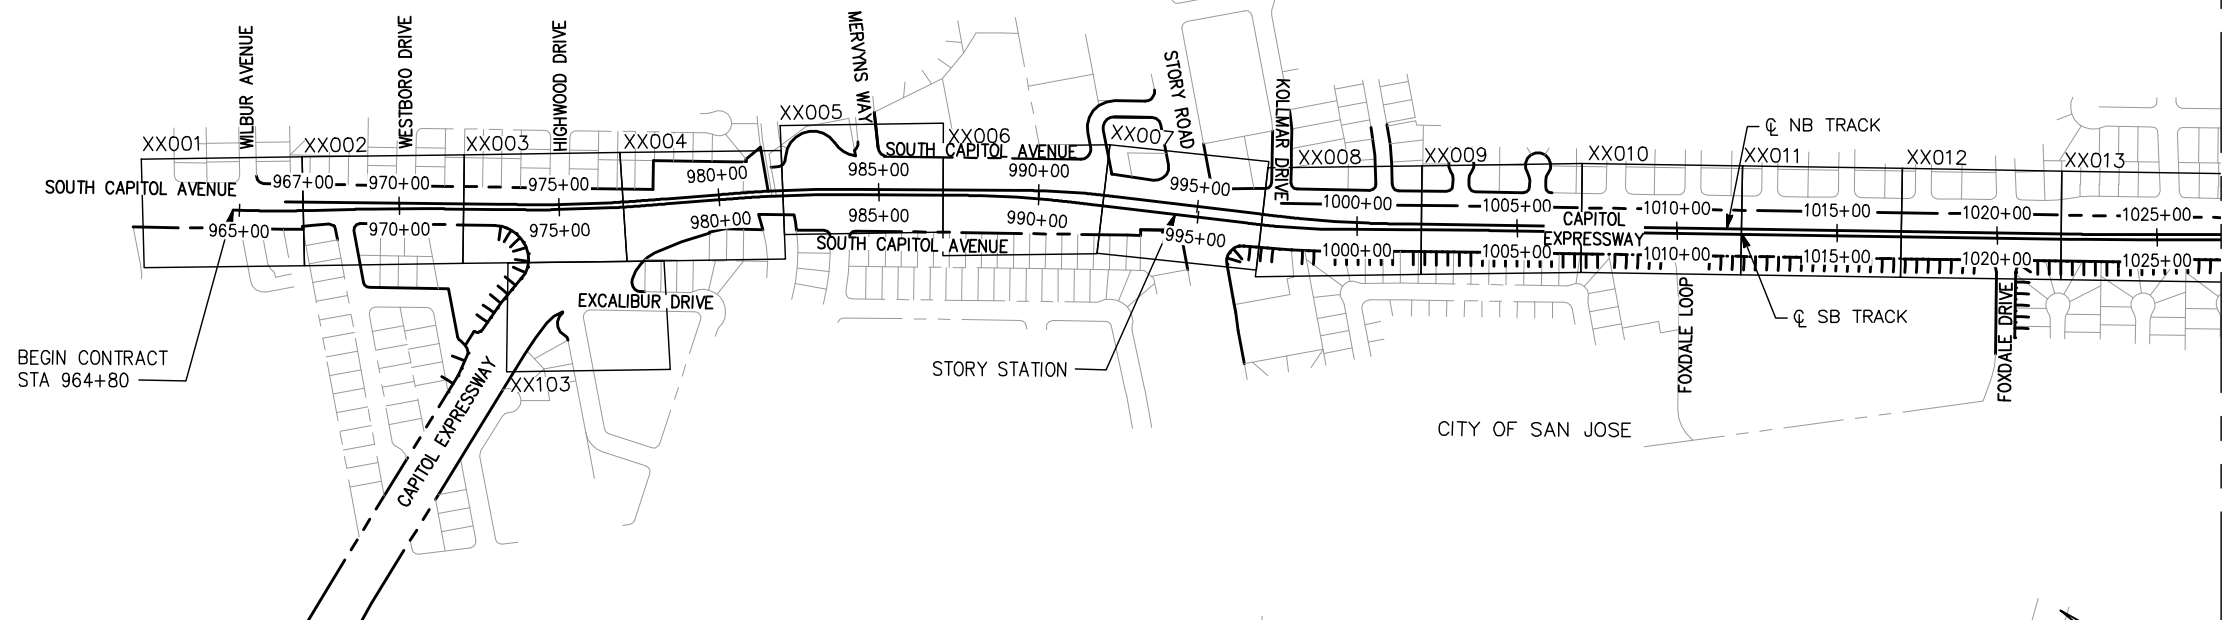 WILBUR AVENUE
WESTBORO DRIVE
HIGHWOOD DRIVE
MERVYNS WAY
STORY ROAD
KOLLMAR DRIVE
XX001
XX002
XX003
XX004
XX005
XX006
XX007
XX008
XX009
XX010
XX011
XX012
XX013
℄ NB TRACK
SOUTH CAPITOL AVENUE
SOUTH CAPITOL AVENUE
967+00
970+00
975+00
980+00
985+00
990+00
995+00
1000+00
1005+00
1010+00
1015+00
1020+00
1025+00
965+00
970+00
975+00
980+00
985+00
990+00
995+00
1000+00
1005+00
1010+00
1015+00
1020+00
1025+00
SOUTH CAPITOL AVENUE
CAPITOL
EXPRESSWAY
EXCALIBUR DRIVE
℄ SB TRACK
FOXDALE LOOP
FOXDALE DRIVE
BEGIN CONTRACT
STA 964+80
XX103
STORY STATION
CAPITOL EXPRESSWAY
CITY OF SAN JOSE